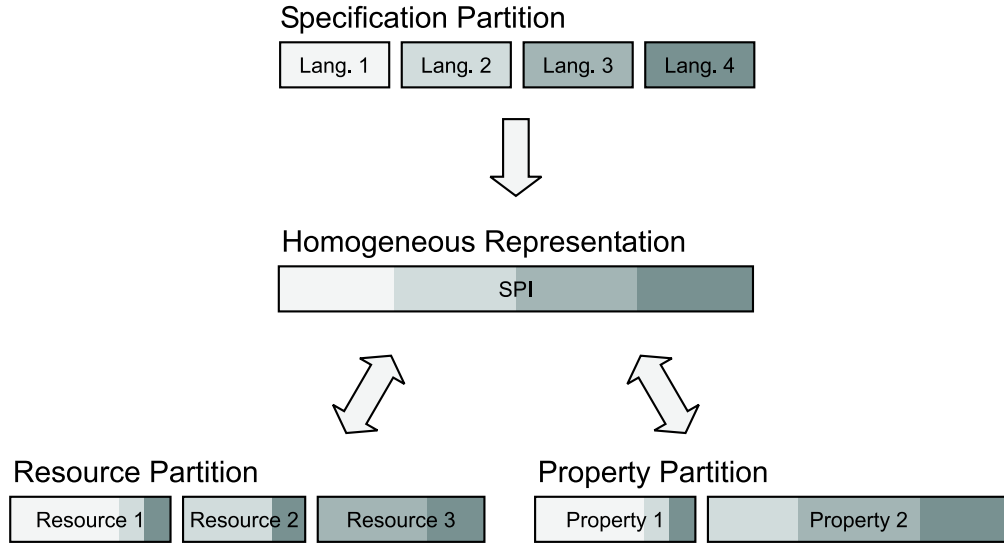 Specification Partition
Lang. 1 Lang. 2 Lang. 3 Lang. 4
Homogeneous Representation
SPI
Resource Partition
Resource 1 Resource 2 Resource 3
Property Partition
Property 1 Property 2